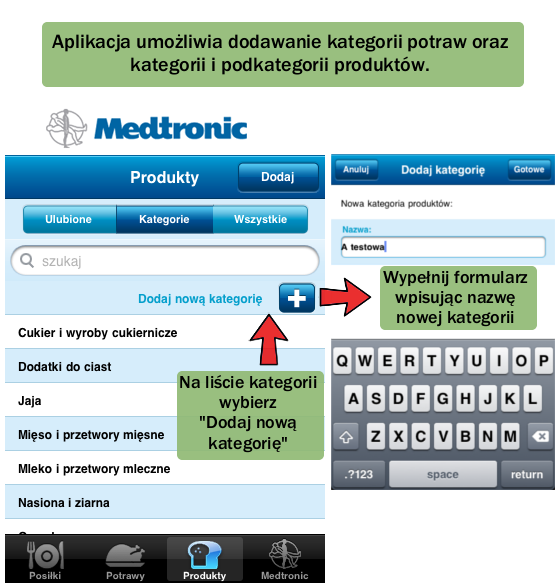 Aplikacja umożliwia dodawanie kategorii potraw oraz
kategorii i podkategorii produktów.
Medtronic
Produkty
Dodaj
Ulubione
Kategorie
Wszystkie
szukaj
Dodaj nową kategorię
Cukier i wyroby cukiernicze
Dodatki do ciast
Jaja
Mięso i przetwory mięsne
Mleko i przetwory mleczne
Nasiona i ziarna
Na liście kategorii
wybierz
"Dodaj nową
kategorię"
Posiłki
Potrawy
Produkty
Medtronic
Anuluj
Dodaj kategorię
Gotowe
Nowa kategoria produktów:
Nazwa:
A testowa
Wypełnij formularz
wpisując nazwę
nowej kategorii
Q W E R T Y U I O P
A S D F G H J K L
Z X C V B N M
.?123 space return